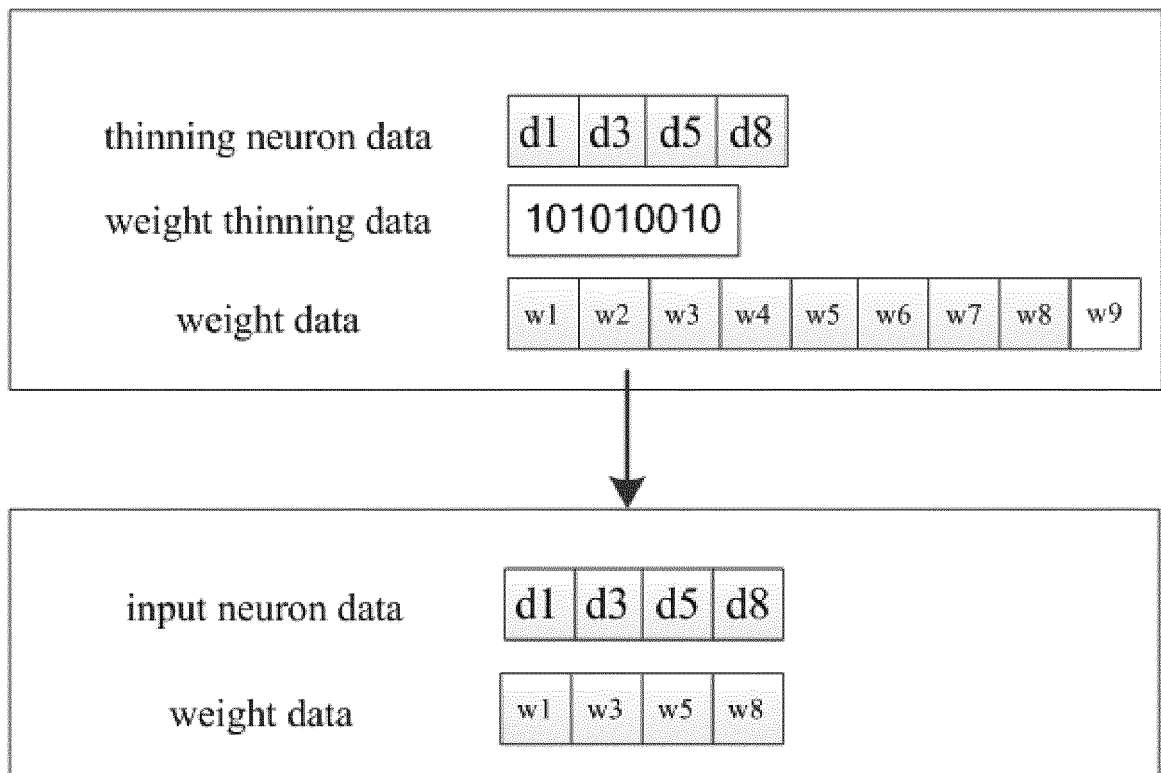 thinning neuron data d1 d3 d5 d8
weight thinning data 101010010
weight data w1 w2 w3 w4 w5 w6 w7 w8 w9
input neuron data d1 d3 d5 d8
weight data w1 w3 w5 w8